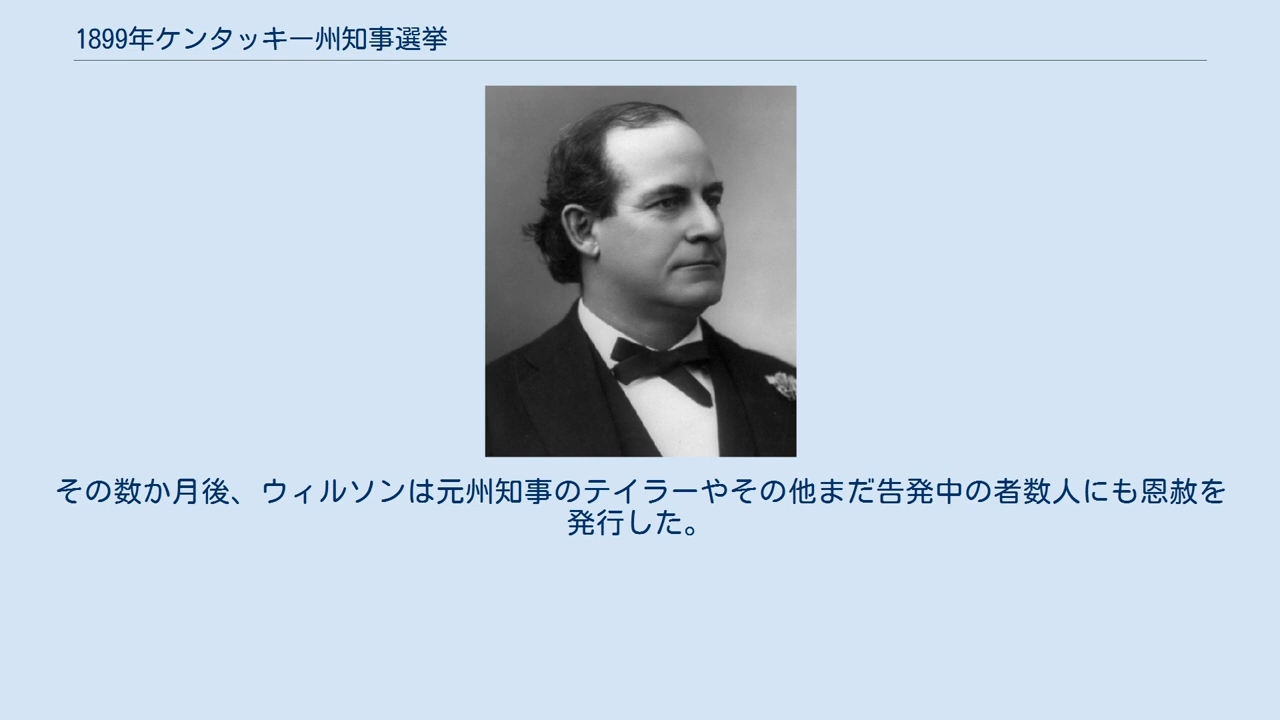 1899年ケンタッキー州知事選挙
その数か月後、ウィルソンは元州知事のテイラーやその他まだ告発中の者数人にも恩赦を
発行した。